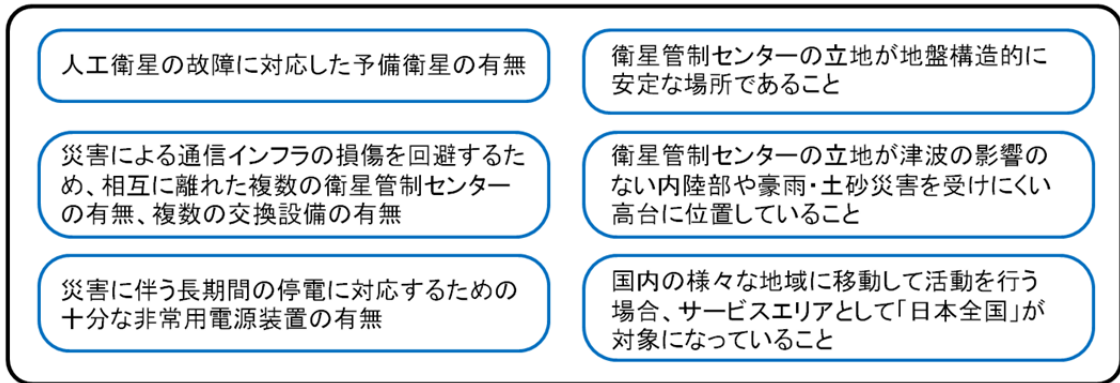 人工衛星の故障に対応した予備衛星の有無
衛星管制センターの立地が地盤構造的に
安定な場所であること
災害による通信インフラの損傷を回避するた
め、相互に離れた複数の衛星管制センター
の有無、複数の交換設備の有無
衛星管制センターの立地が津波の影響の
ない内陸部や豪雨・土砂災害を受けにくい
高台に位置していること
災害に伴う長期間の停電に対応するための
十分な非常用電源装置の有無
国内の様々な地域に移動して活動を行う
場合、サービスエリアとして「日本全国」が
対象になっていること